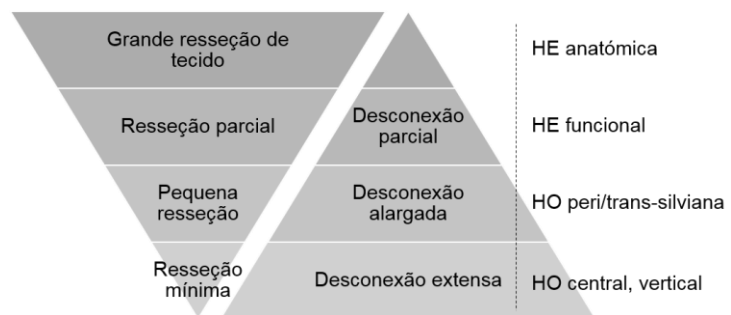 Grande resseção de
tecido
HE anatómica
Resseção parcial
Desconexão
parcial
HE funcional
Pequena
resseção
Desconexão
alargada
HO peri/trans-silviana
Resseção
mínima
Desconexão extensa
HO central, vertical